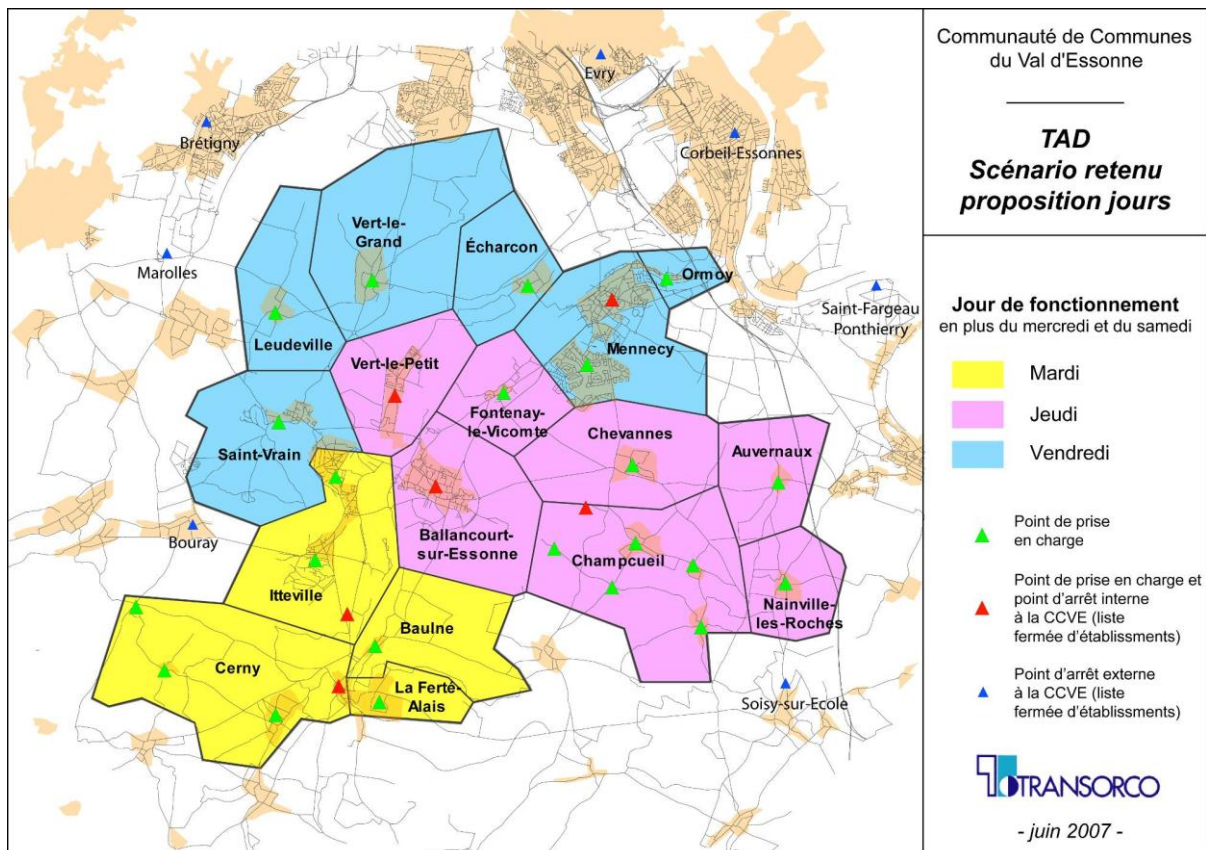 Communauté de Communes
du Val d'Essonne
TAD
Scénario retenu
proposition jours
Jour de fonctionnement
en plus du mercredi et du samedi
Mardi
Jeudi
Vendredi
Point de prise
en charge
Point de prise en charge et
point d'arrêt interne
à la CCVE (liste
fermée d'établissments)
Point d'arrêt externe
à la CCVE (liste
fermée d'établissments)
TRANSORCO
- juin 2007 -
Evry
Brétigny
Corbeil-Essonnes
Vert-le-
Grand
Écharcon
Marolles
Ormoy
Saint-Fargeau
Ponthierry
Leudeville
Mennecy
Vert-le-Petit
Fontenay-
le-Vicomte
Chevannes
Auvernaux
Saint-Vrain
Bouray
Ballancourt-
sur-Essonne
Champcueil
Itteville
Nainville-
les-Roches
Baulne
Cerny
La Ferté-
Alais
Soisy-sur-Ecole